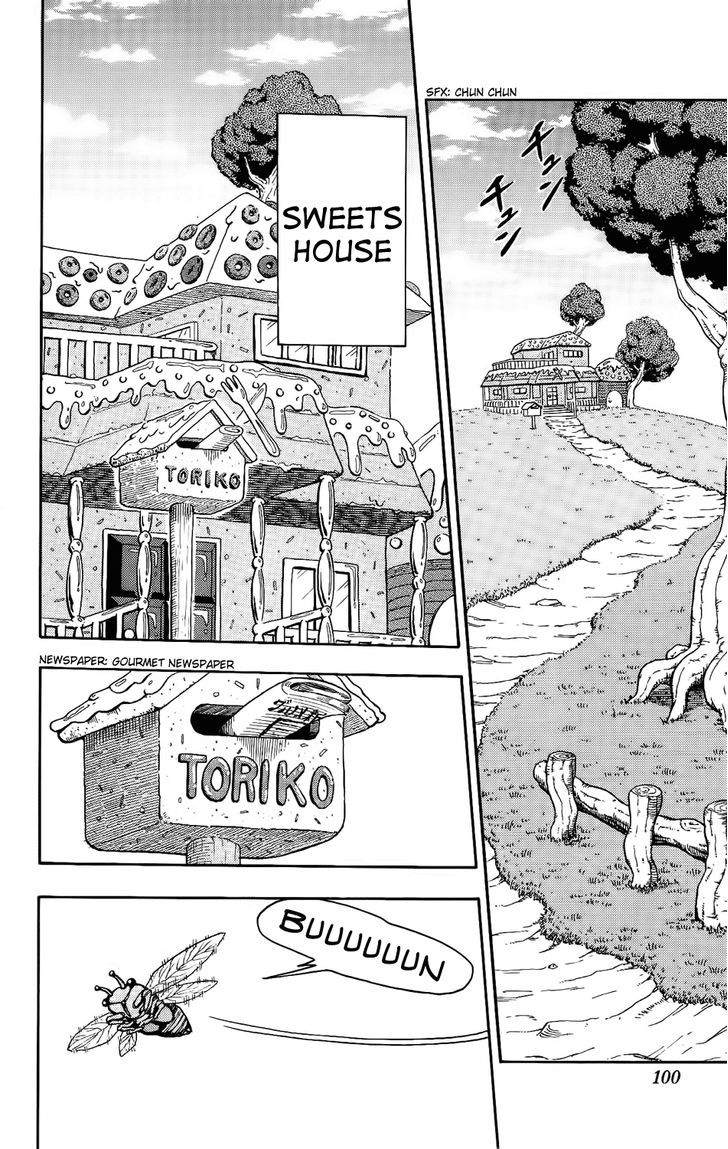 SFX: CHUN CHUN
チュン
チュン
SWEETS
HOUSE
TORIKO
NEWSPAPER: GOURMET NEWSPAPER
TORIKO
BUUUUUUN
100